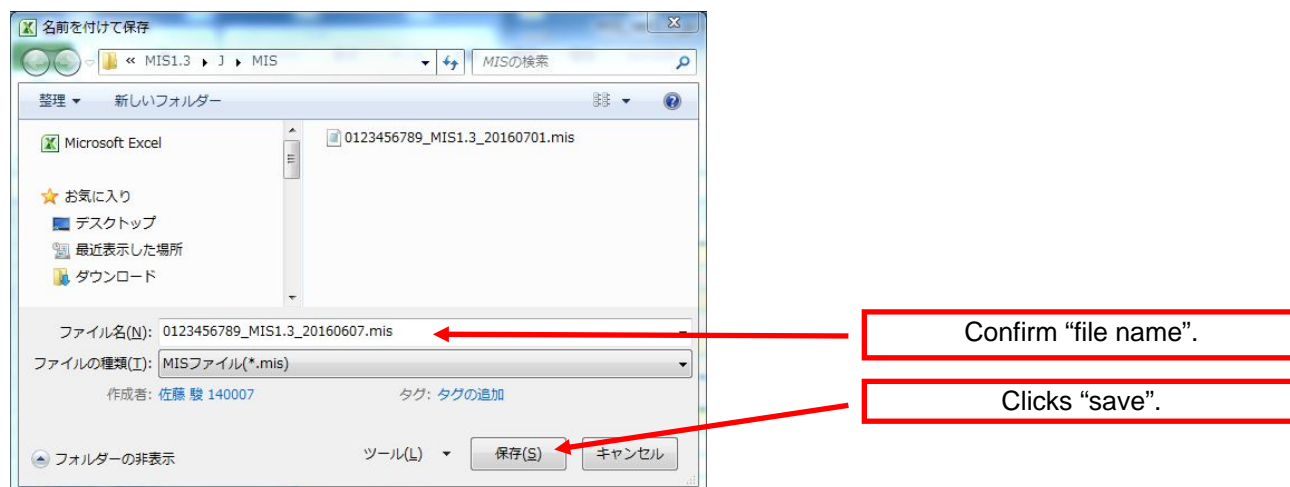 名前を付けて保存
« MIS1.3 ▸ J ▸ MIS
MISの検索
整理 ▼ 新しいフォルダー
Microsoft Excel
0123456789_MIS1.3_20160701.mis
お気に入り
デスクトップ
最近表示した場所
ダウンロード
ファイル名(N): 0123456789_MIS1.3_20160607.mis
Confirm “file name”.
ファイルの種類(T): MISファイル(*.mis)
作成者: 佐藤 駿 140007 タグ: タグの追加
Clicks “save”.
フォルダーの非表示 ツール(L) ▼ 保存(S) キャンセル